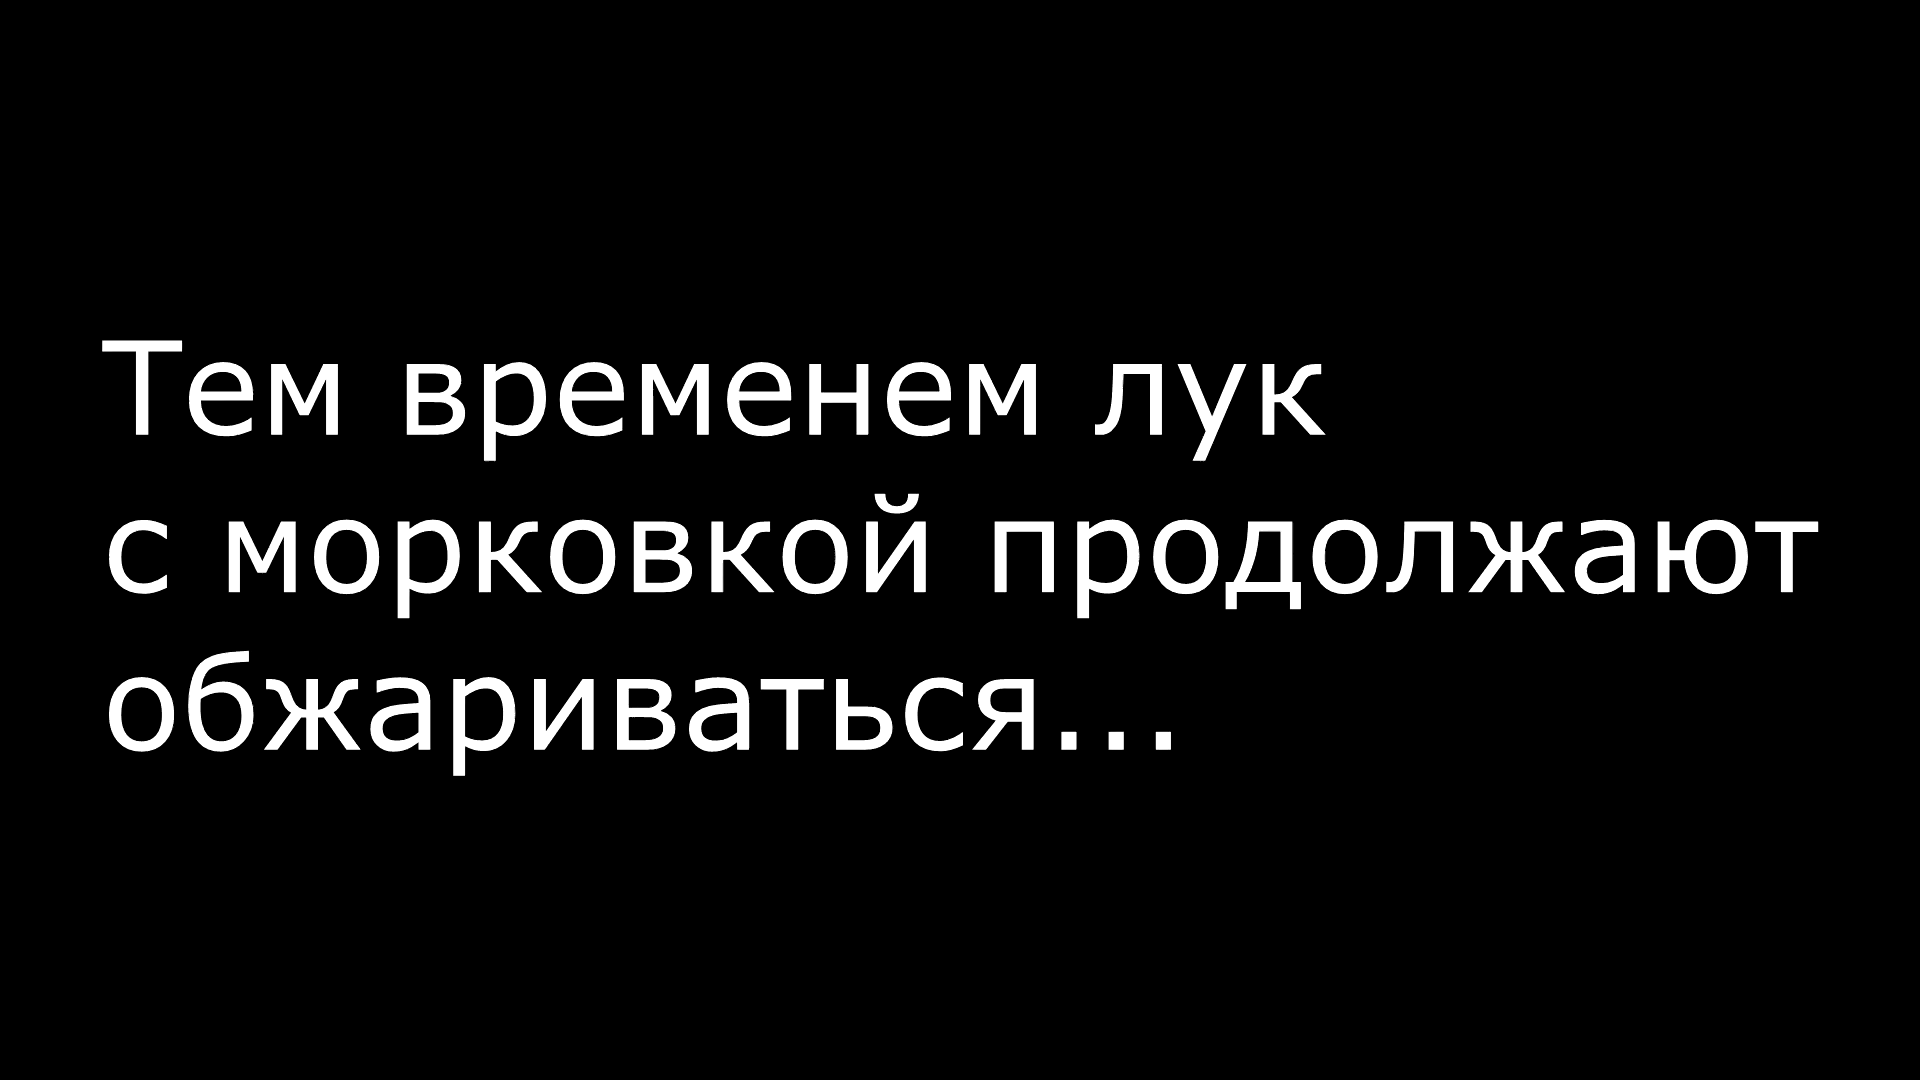 Тем временем лук
с морковкой продолжают
обжариваться...